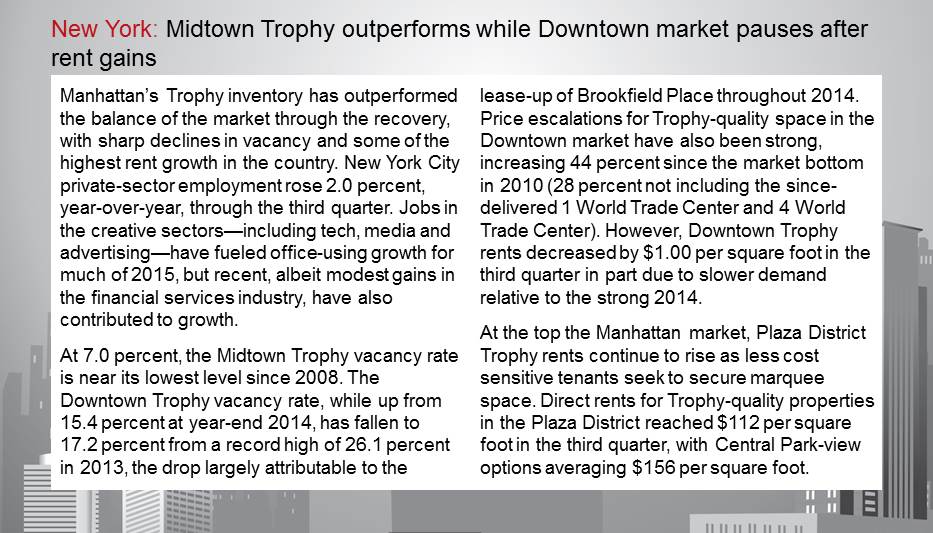 New York: Midtown Trophy outperforms while Downtown market pauses after
rent gains
Manhattan's Trophy inventory has outperformed
the balance of the market through the recovery,
with sharp declines in vacancy and some of the
highest rent growth in the country. New York City
private-sector employment rose 2.0 percent,
year-over-year, through the third quarter. Jobs in
the creative sectors—including tech, media and
advertising—have fueled office-using growth for
much of 2015, but recent, albeit modest gains in
the financial services industry, have also
contributed to growth.
At 7.0 percent, the Midtown Trophy vacancy rate
is near its lowest level since 2008. The
Downtown Trophy vacancy rate, while up from
15.4 percent at year-end 2014, has fallen to
17.2 percent from a record high of 26.1 percent
in 2013, the drop largely attributable to the
lease-up of Brookfield Place throughout 2014.
Price escalations for Trophy-quality space in the
Downtown market have also been strong,
increasing 44 percent since the market bottom
in 2010 (28 percent not including the since-
delivered 1 World Trade Center and 4 World
Trade Center). However, Downtown Trophy
rents decreased by $1.00 per square foot in the
third quarter in part due to slower demand
relative to the strong 2014.
At the top the Manhattan market, Plaza District
Trophy rents continue to rise as less cost
sensitive tenants seek to secure marquee
space. Direct rents for Trophy-quality properties
in the Plaza District reached $112 per square
foot in the third quarter, with Central Park-view
options averaging $156 per square foot.